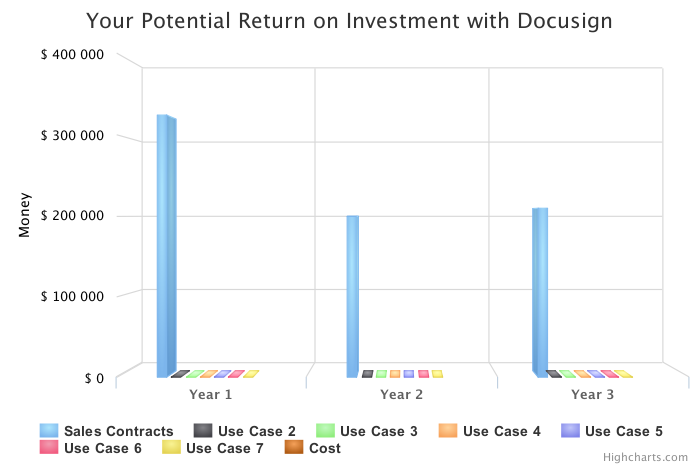 Your Potential Return on Investment with Docusign
$ 400 000
$ 300 000
$ 200 000
$ 100 000
$ 0
Money
Year 1
Year 2
Year 3
Sales Contracts
Use Case 2
Use Case 3
Use Case 4
Use Case 5
Use Case 6
Use Case 7
Cost
Highcharts.com